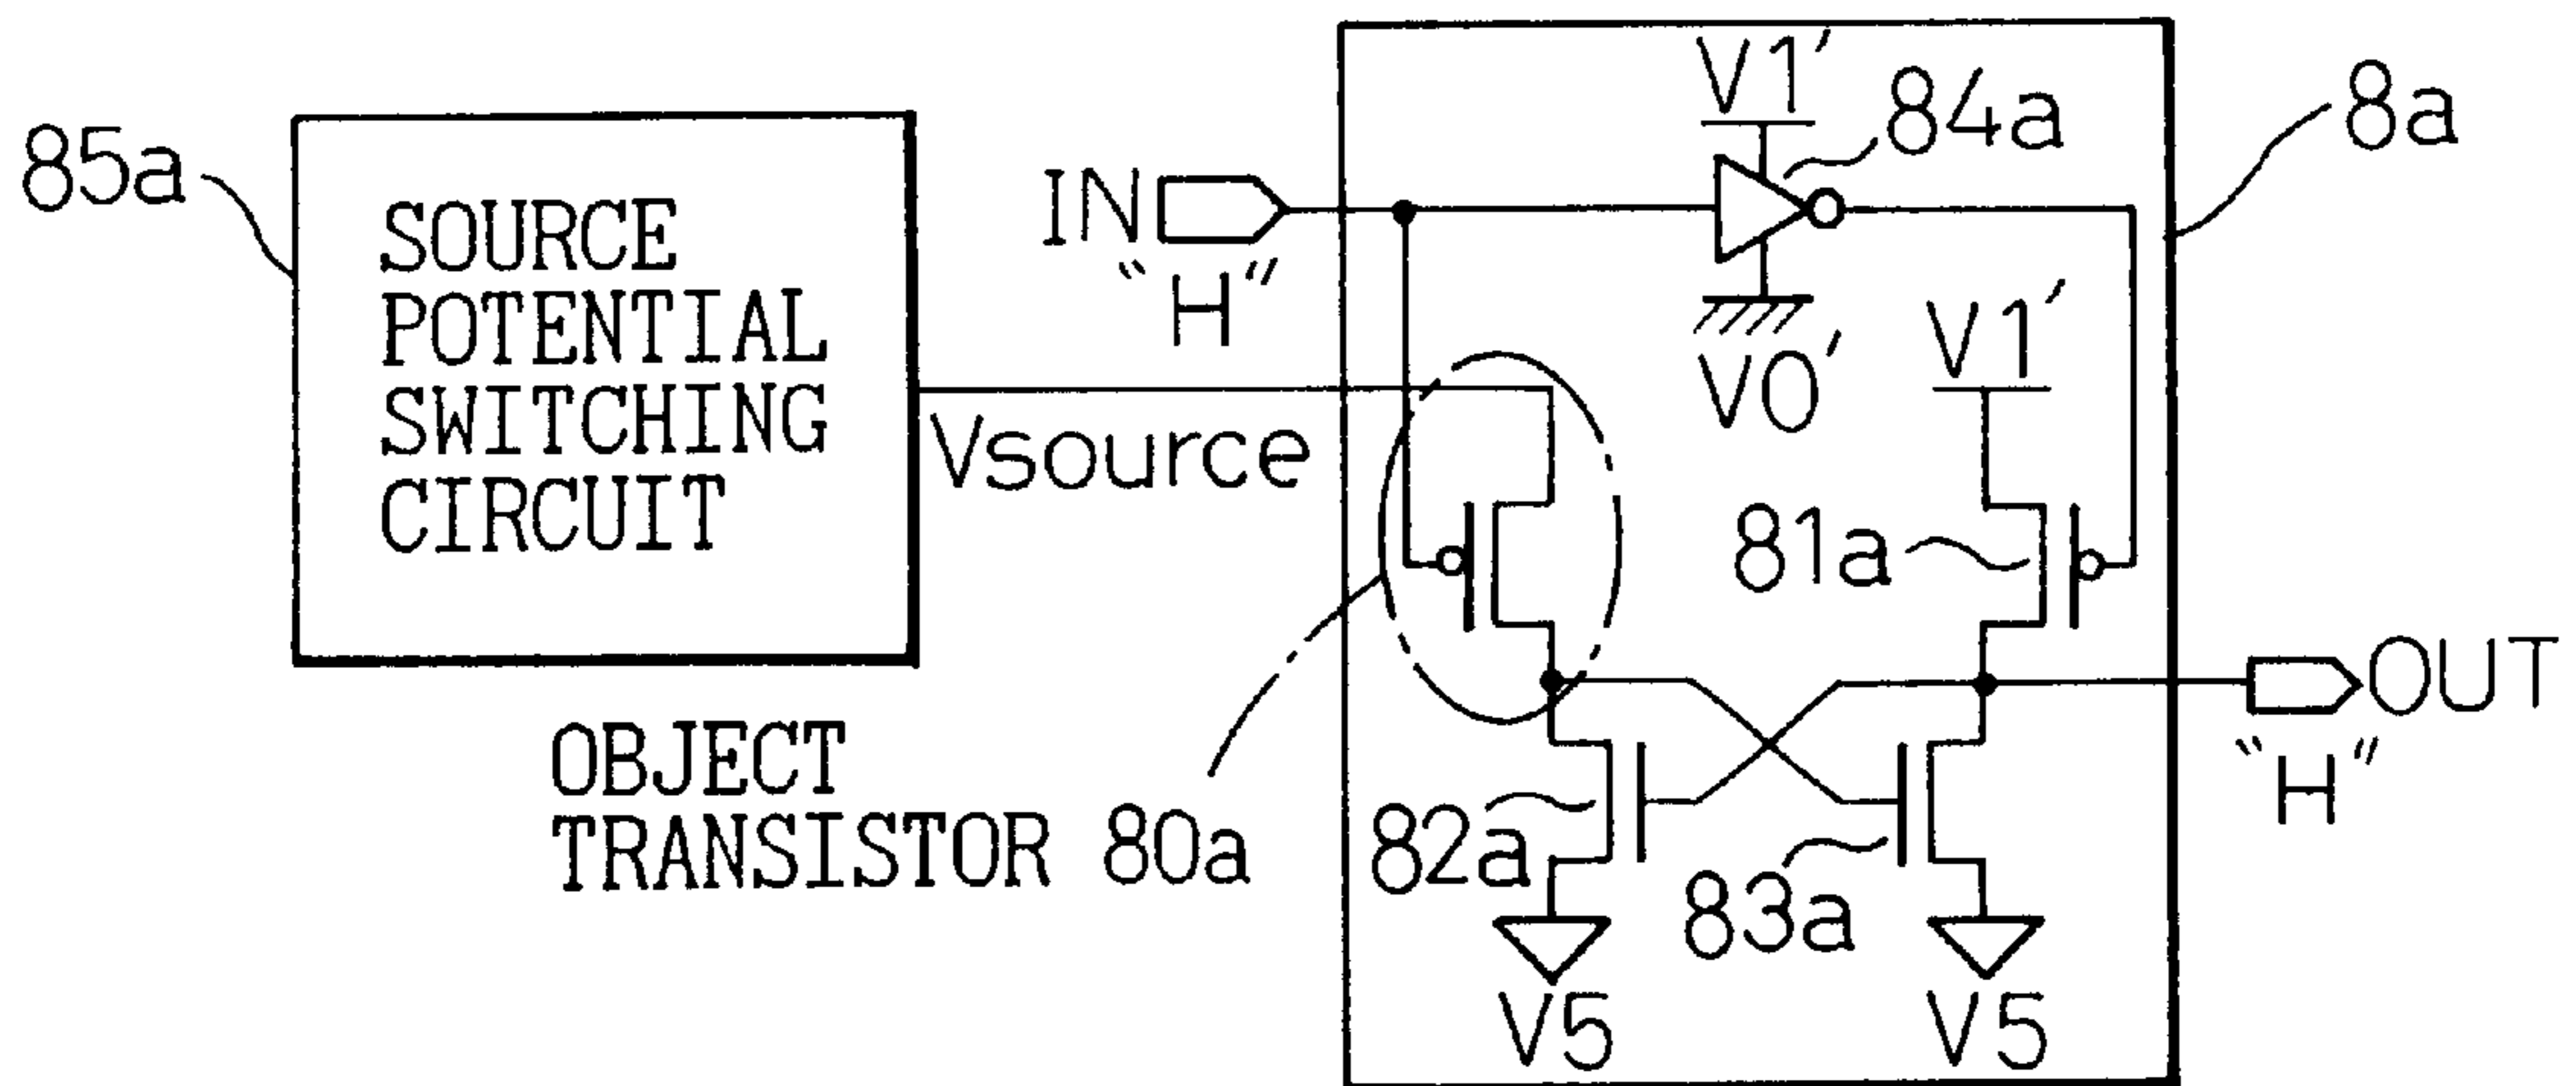 85a
SOURCE
POTENTIAL
SWITCHING
CIRCUIT
IN
"H"
V1'
84a
V0'
8a
Vsource
V1'
81a
OUT
"H"
OBJECT
TRANSISTOR 80a
82a
83a
V5
V5